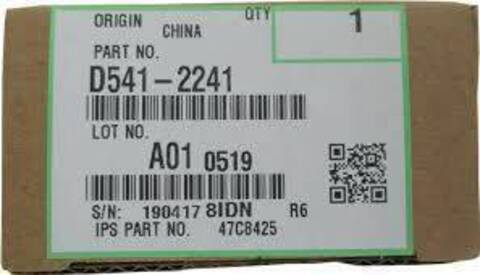 ORIGIN CHINA QTY 1
PART NO.
D541-2241
LOT NO.
A01 0519
S/N: 190417 8IDN R6
IPS PART NO. 47C8425